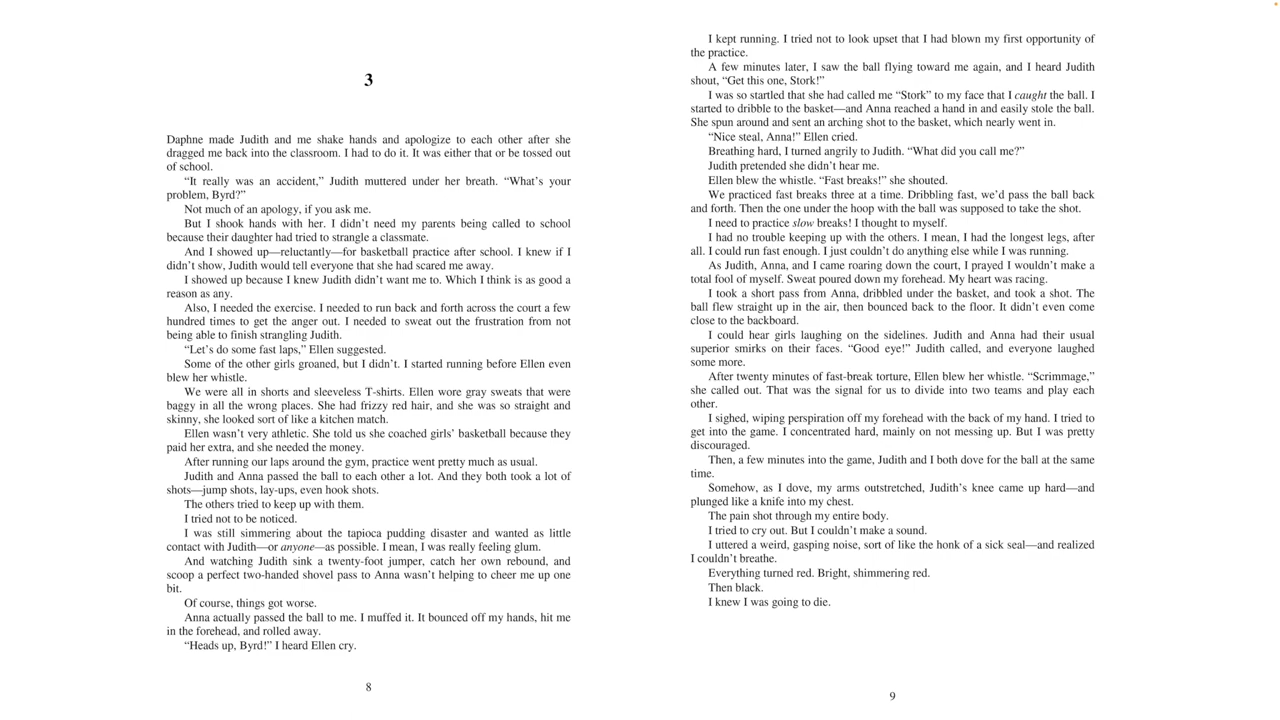 3
Daphne made Judith and me shake hands and apologize to each other after she
dragged me back into the classroom. I had to do it. It was either that or be tossed out
of school.
“It really was an accident,” Judith muttered under her breath. “What’s your
problem, Byrd?”
Not much of an apology, if you ask me.
But I shook hands with her. I didn’t need my parents being called to school
because their daughter had tried to strangle a classmate.
And I showed up—reluctantly—for basketball practice after school. I knew if I
didn’t show, Judith would tell everyone that she had scared me away.
I showed up because I knew Judith didn’t want me to. Which I think is as good a
reason as any.
Also, I needed the exercise. I needed to run back and forth across the court a few
hundred times to get the anger out. I needed to sweat out the frustration from not
being able to finish strangling Judith.
“Let’s do some fast laps,” Ellen suggested.
Some of the other girls groaned, but I didn’t. I started running before Ellen even
blew her whistle.
We were all in shorts and sleeveless T-shirts. Ellen wore gray sweats that were
baggy in all the wrong places. She had frizzy red hair, and she was so straight and
skinny, she looked sort of like a kitchen match.
Ellen wasn’t very athletic. She told us she coached girls’ basketball because they
paid her extra, and she needed the money.
After running our laps around the gym, practice went pretty much as usual.
Judith and Anna passed the ball to each other a lot. And they both took a lot of
shots—jump shots, lay-ups, even hook shots.
The others tried to keep up with them.
I tried not to be noticed.
I was still simmering about the tapioca pudding disaster and wanted as little
contact with Judith—or anyone—as possible. I mean, I was really feeling glum.
And watching Judith sink a twenty-foot jumper, catch her own rebound, and
scoop a perfect two-handed shovel pass to Anna wasn’t helping to cheer me up one
bit.
Of course, things got worse.
Anna actually passed the ball to me. I muffed it. It bounced off my hands, hit me
in the forehead, and rolled away.
“Heads up, Byrd!” I heard Ellen cry.
8
I kept running. I tried not to look upset that I had blown my first opportunity of
the practice.
A few minutes later, I saw the ball flying toward me again, and I heard Judith
shout, “Get this one, Stork!”
I was so startled that she had called me “Stork” to my face that I caught the ball. I
started to dribble to the basket—and Anna reached a hand in and easily stole the ball.
She spun around and sent an arching shot to the basket, which nearly went in.
“Nice steal, Anna!” Ellen cried.
Breathing hard, I turned angrily to Judith. “What did you call me?”
Judith pretended she didn’t hear me.
Ellen blew the whistle. “Fast breaks!” she shouted.
We practiced fast breaks three at a time. Dribbling fast, we’d pass the ball back
and forth. Then the one under the hoop with the ball was supposed to take the shot.
I need to practice slow breaks! I thought to myself.
I had no trouble keeping up with the others. I mean, I had the longest legs, after
all. I could run fast enough. I just couldn’t do anything else while I was running.
As Judith, Anna, and I came roaring down the court, I prayed I wouldn’t make a
total fool of myself. Sweat poured down my forehead. My heart was racing.
I took a short pass from Anna, dribbled under the basket, and took a shot. The
ball flew straight up in the air, then bounced back to the floor. It didn’t even come
close to the backboard.
I could hear girls laughing on the sidelines. Judith and Anna had their usual
superior smirks on their faces. “Good eye!” Judith called, and everyone laughed
some more.
After twenty minutes of fast-break torture, Ellen blew her whistle. “Scrimmage,”
she called out. That was the signal for us to divide into two teams and play each
other.
I sighed, wiping perspiration off my forehead with the back of my hand. I tried to
get into the game. I concentrated hard, mainly on not messing up. But I was pretty
discouraged.
Then, a few minutes into the game, Judith and I both dove for the ball at the same
time.
Somehow, as I dove, my arms outstretched, Judith’s knee came up hard—and
plunged like a knife into my chest.
The pain shot through my entire body.
I tried to cry out. But I couldn’t make a sound.
I uttered a weird, gasping noise, sort of like the honk of a sick seal—and realized
I couldn’t breathe.
Everything turned red. Bright, shimmering red.
Then black.
I knew I was going to die.
9